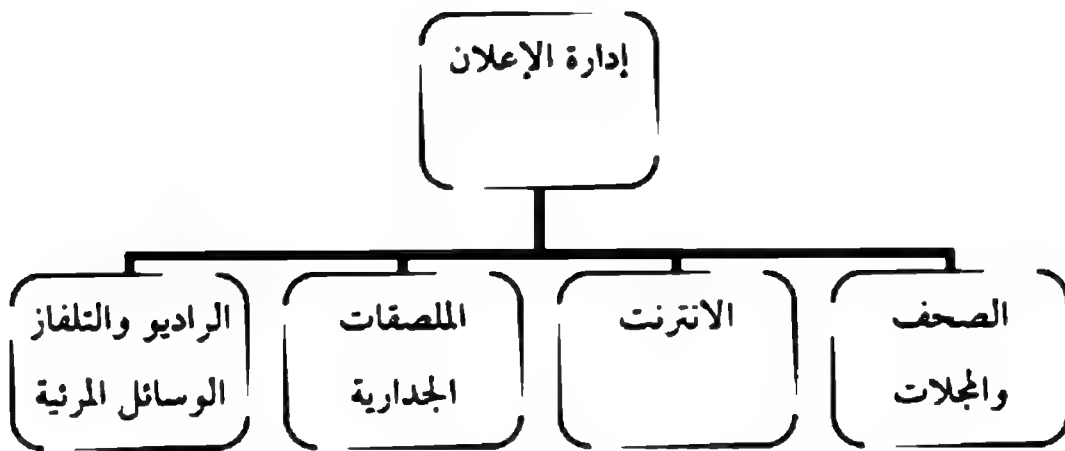 إدارة الإعلان
الصحف
والمجلات
الانترنت
الملصقات
الجدارية
الراديو والتلفاز
الوسائل المرئية